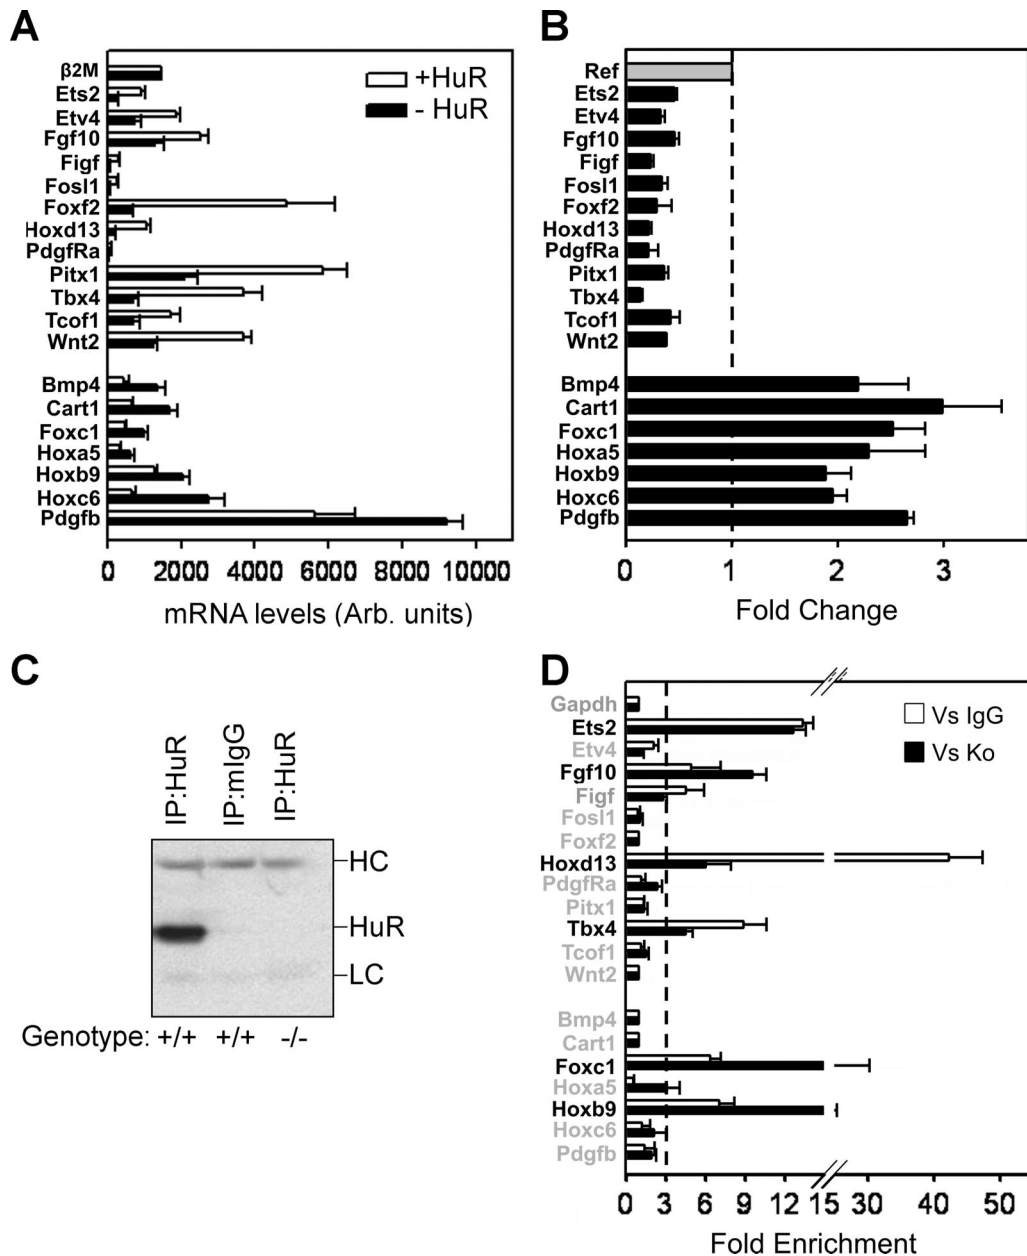 A
β2M
Ets2
Etv4
Fgf10
Figf
Fosl1
Foxf2
Hoxd13
PdgfRa
Pitx1
Tbx4
Tcof1
Wnt2
Bmp4
Cart1
Foxc1
Hoxa5
Hoxb9
Hoxc6
Pdgfb
+HuR
- HuR
0 2000 4000 6000 8000 10000
mRNA levels (Arb. units)
B
Ref
Ets2
Etv4
Fgf10
Figf
Fosl1
Foxf2
Hoxd13
PdgfRa
Pitx1
Tbx4
Tcof1
Wnt2
Bmp4
Cart1
Foxc1
Hoxa5
Hoxb9
Hoxc6
Pdgfb
0 1 2 3
Fold Change
C
IP:HuR
IP:mIgG
IP:HuR
HC
HuR
LC
Genotype: +/+ +/+ -/-
D
Gapdh
Ets2
Etv4
Fgf10
Figf
Fosl1
Foxf2
Hoxd13
PdgfRa
Pitx1
Tbx4
Tcof1
Wnt2
Bmp4
Cart1
Foxc1
Hoxa5
Hoxb9
Hoxc6
Pdgfb
Vs IgG
Vs Ko
0 3 6 9 12 15 30 40 50
Fold Enrichment